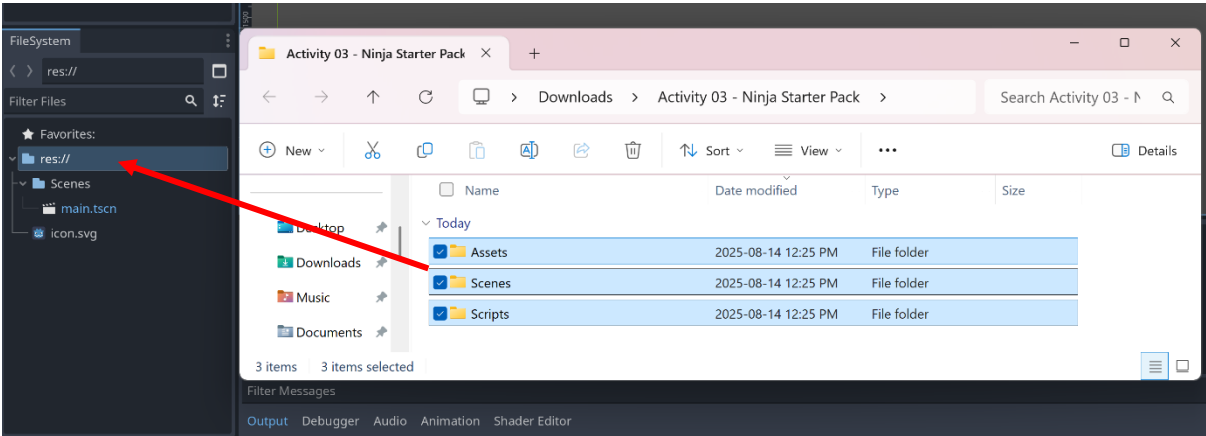 1500
FileSystem
res://
Filter Files
Favorites:
res://
Scenes
main.tscn
icon.svg
Activity 03 - Ninja Starter Pack
Downloads > Activity 03 - Ninja Starter Pack >
Search Activity 03 - N
New
Sort
View
Details
Name Date modified Type Size
Desktop
Downloads
Music
Documents
Today
Assets 2025-08-14 12:25 PM File folder
Scenes 2025-08-14 12:25 PM File folder
Scripts 2025-08-14 12:25 PM File folder
3 items 3 items selected
Filter Messages
Output Debugger Audio Animation Shader Editor